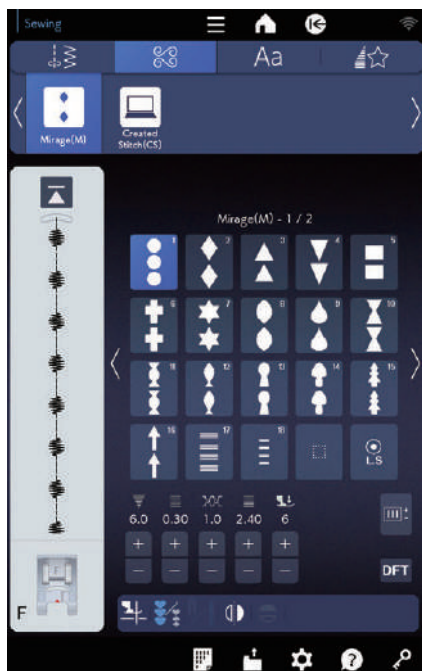 Sewing
Aa
Mirage(M)
Created
Stitch(CS)
Mirage(M) - 1 / 2
1 2 3 4 5
6 7 8 9 10
11 12 13 14 15
16 17 18
L.S
6.0 0.30 1.0 2.40 6
+ + + + +
− − − − −
DFT
F
?